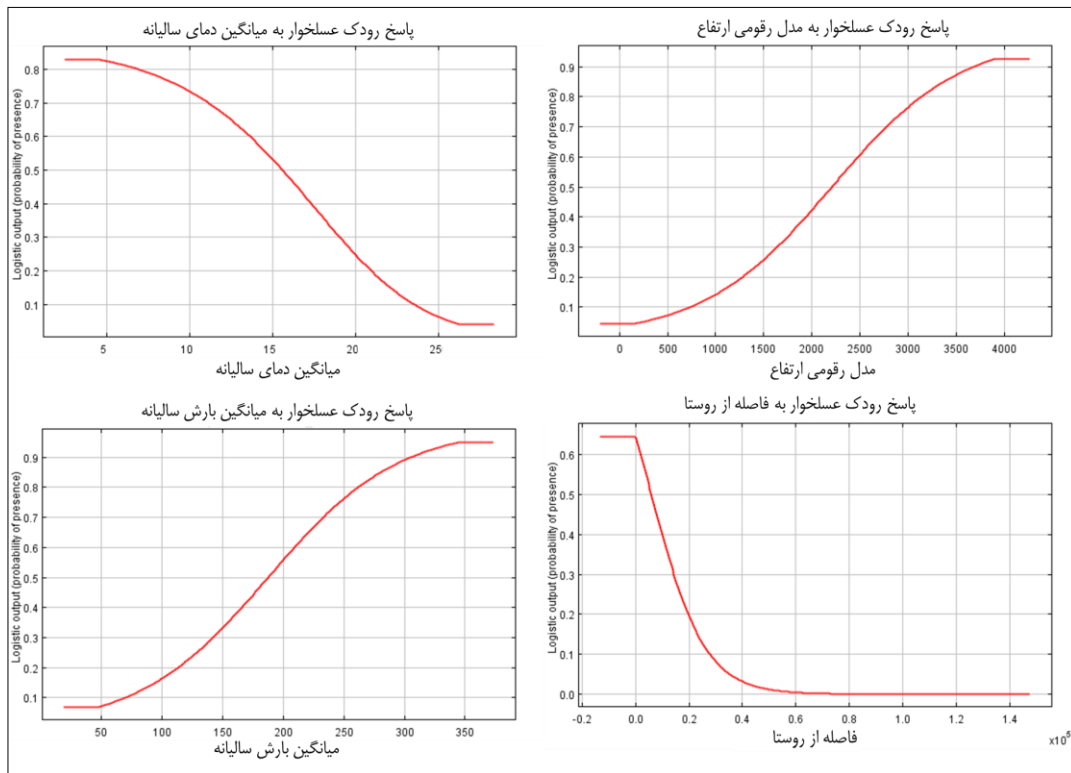 پاسخ رودک عسلخوار به میانگین دمای سالیانه
Logistic output (probability of presence)
0.8
0.7
0.6
0.5
0.4
0.3
0.2
0.1
5 10 15 20 25
میانگین دمای سالیانه
پاسخ رودک عسلخوار به مدل رقومی ارتفاع
Logistic output (probability of presence)
0.9
0.8
0.7
0.6
0.5
0.4
0.3
0.2
0.1
0 500 1000 1500 2000 2500 3000 3500 4000
مدل رقومی ارتفاع
پاسخ رودک عسلخوار به میانگین بارش سالیانه
Logistic output (probability of presence)
0.9
0.8
0.7
0.6
0.5
0.4
0.3
0.2
0.1
50 100 150 200 250 300 350
میانگین بارش سالیانه
پاسخ رودک عسلخوار به فاصله از روستا
Logistic output (probability of presence)
0.6
0.5
0.4
0.3
0.2
0.1
0.0
-0.2 0.0 0.2 0.4 0.6 0.8 1.0 1.2 1.4
x10⁵
فاصله از روستا